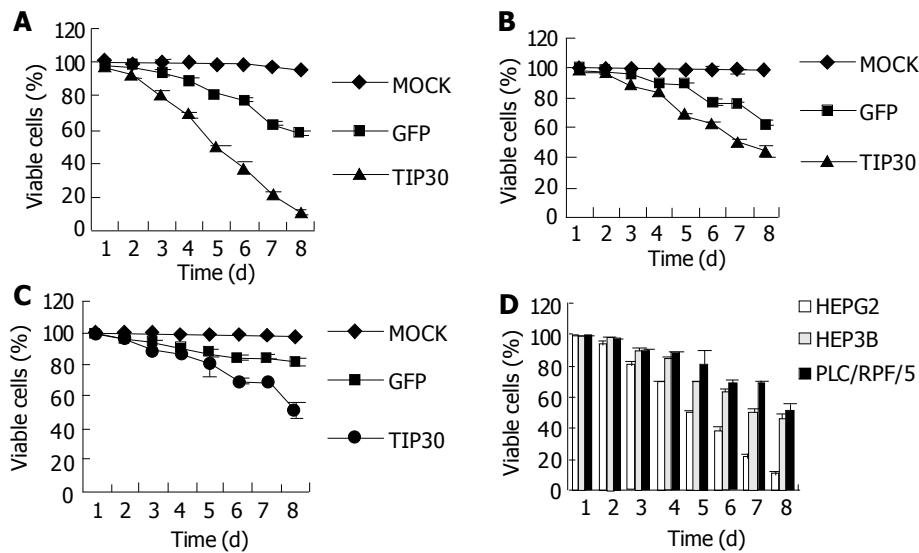 A
Viable cells (%)
120
100
80
60
40
20
0
1 2 3 4 5 6 7 8
Time (d)
MOCK
GFP
TIP30
B
Viable cells (%)
120
100
80
60
40
20
0
1 2 3 4 5 6 7 8
Time (d)
MOCK
GFP
TIP30
C
Viable cells (%)
120
100
80
60
40
20
0
1 2 3 4 5 6 7 8
Time (d)
MOCK
GFP
TIP30
D
Viable cells (%)
120
100
80
60
40
20
0
1 2 3 4 5 6 7 8
Time (d)
HEPG2
HEP3B
PLC/RPF/5